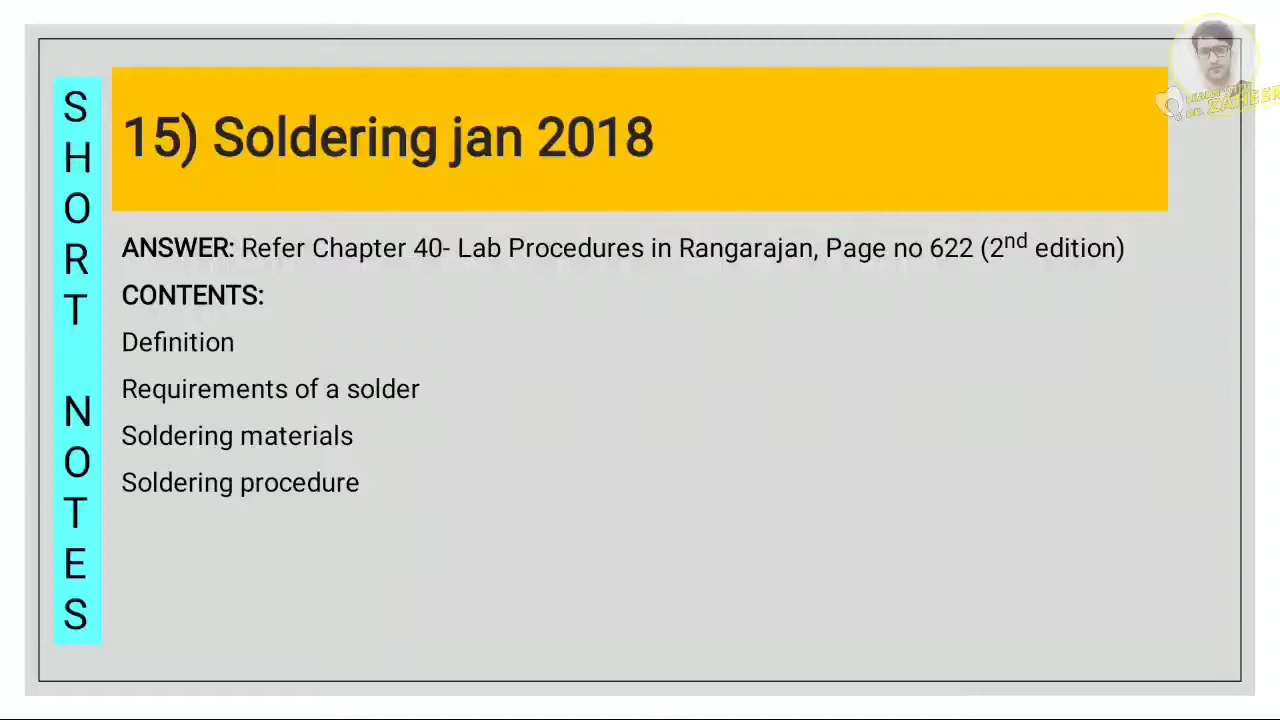 SHORT NOTES
15) Soldering jan 2018
ANSWER: Refer Chapter 40- Lab Procedures in Rangarajan, Page no 622 (2nd edition)
CONTENTS:
Definition
Requirements of a solder
Soldering materials
Soldering procedure
ZAHEER